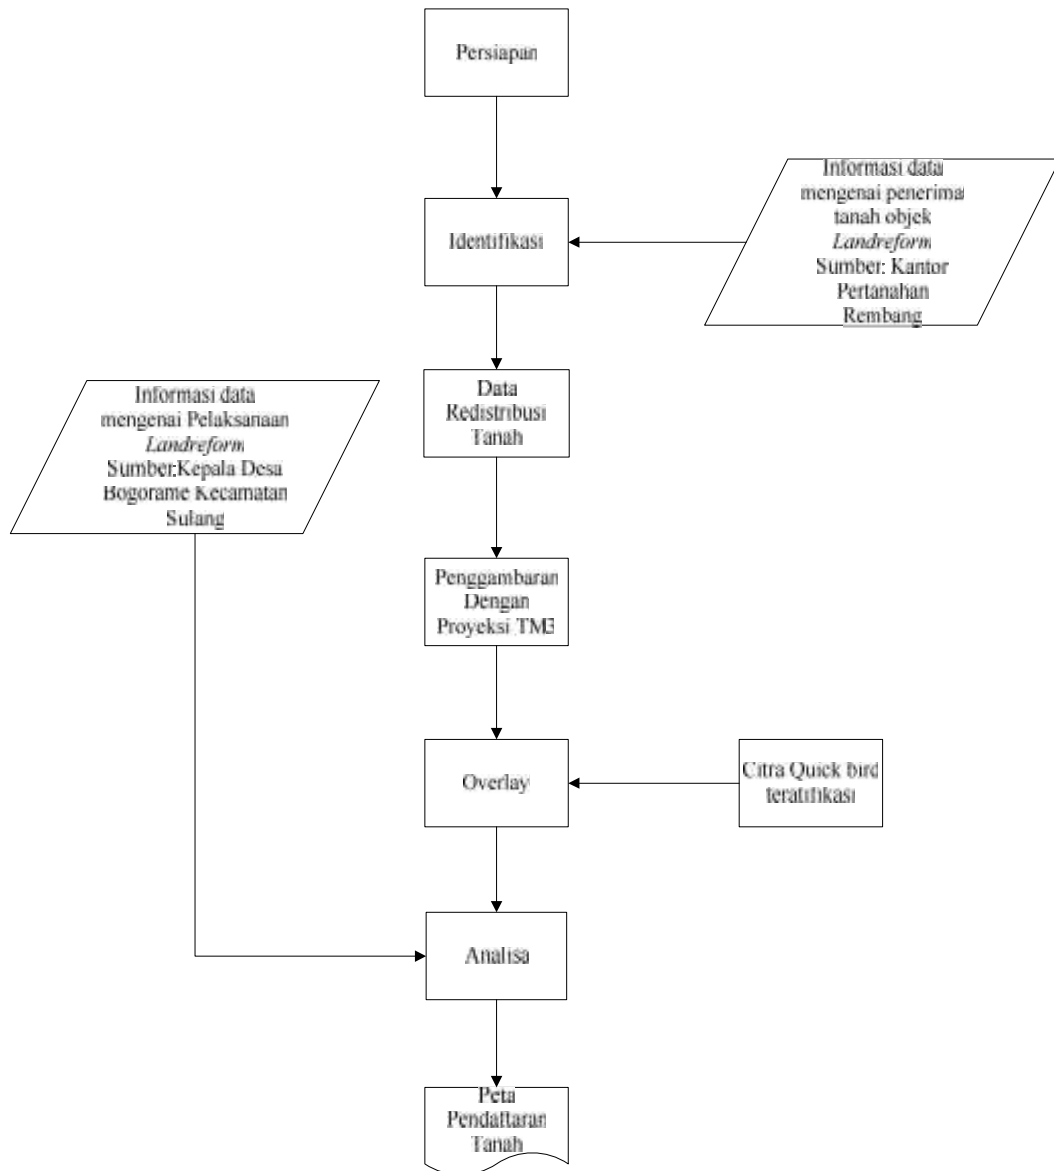 Persiapan
Informasi data
mengenai penerima
tanah objek
Landreform
Sumber: Kantor
Pertanahan
Rembang
Identifikasi
Data
Redistribusi
Tanah
Informasi data
mengenai Pelaksanaan
Landreform
Sumber:Kepala Desa
Bogorame Kecamatan
Sulang
Penggambaran
Dengan
Proyeksi TM3
Overlay
Citra Quick bird
teratifikasi
Analisa
Peta
Pendaftaran
Tanah